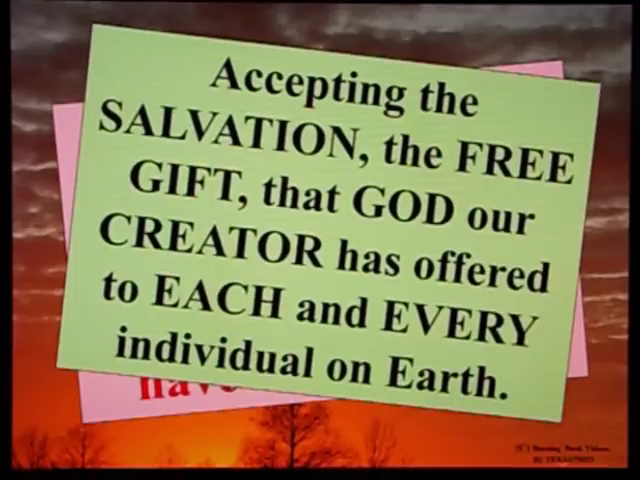 Accepting the
SALVATION, the FREE
GIFT, that GOD our
CREATOR has offered
to EACH and EVERY
individual on Earth.
have